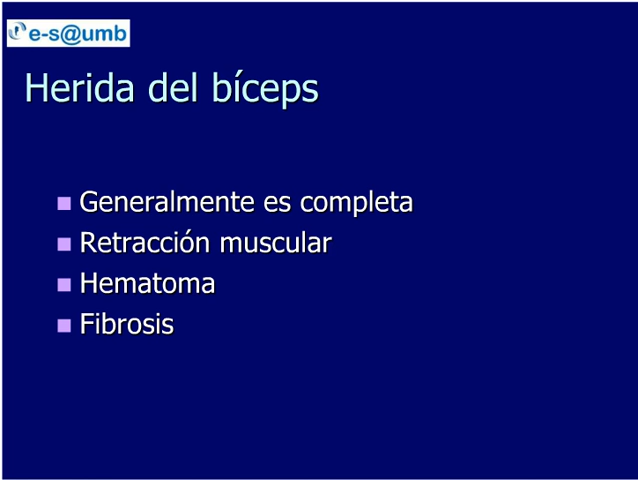 e-s@umb
Herida del bíceps
Generalmente es completa
Retracción muscular
Hematoma
Fibrosis